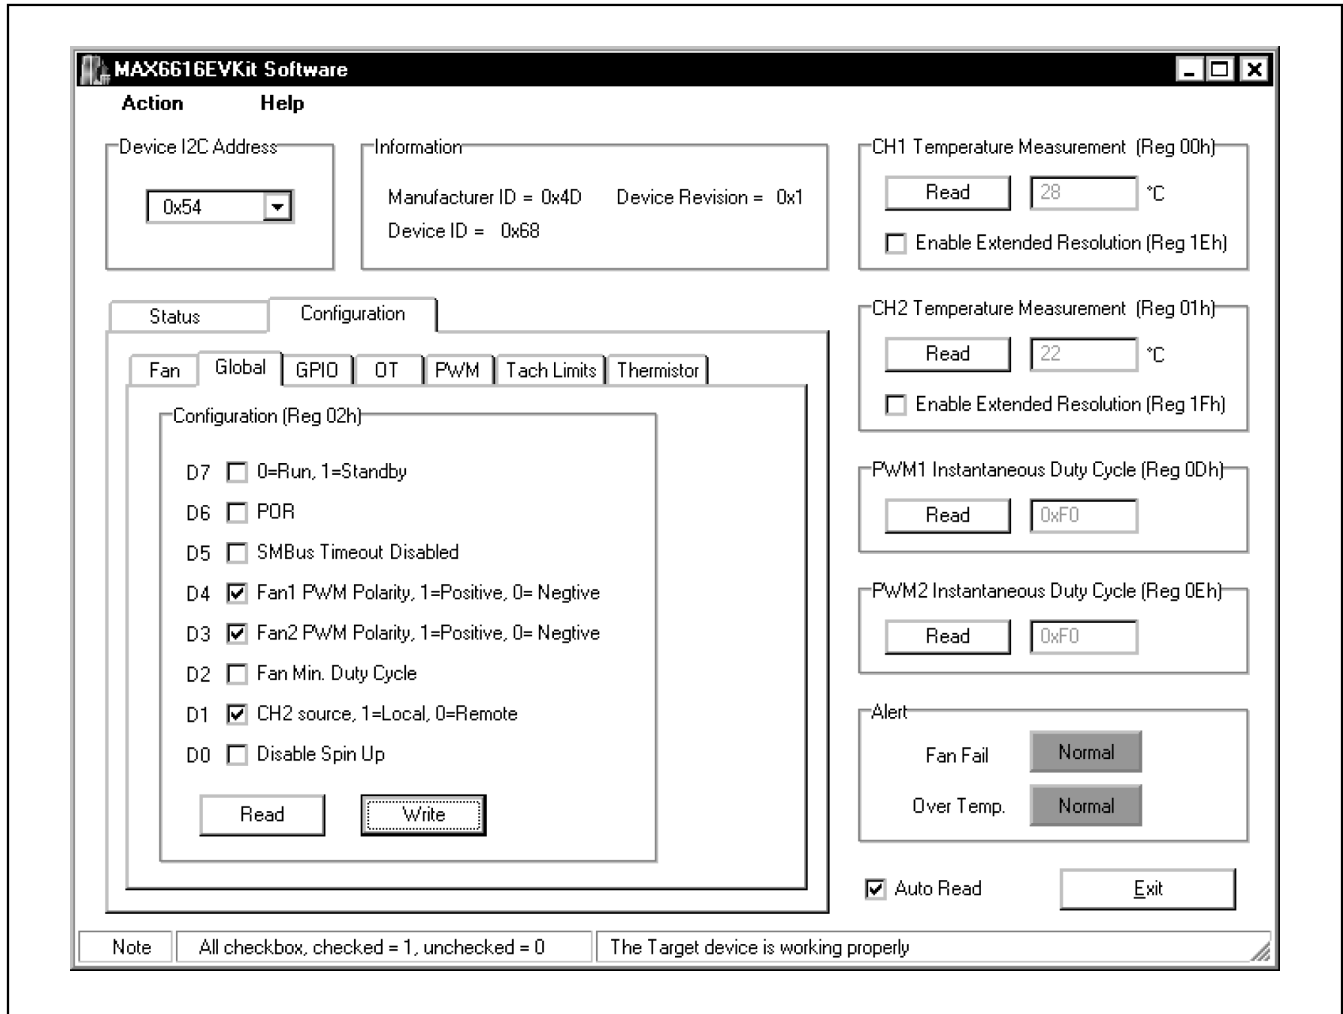 MAX6616EVKit Software
Action Help
Device I2C Address
0x54
Information
Manufacturer ID = 0x4D Device Revision = 0x1
Device ID = 0x68
CH1 Temperature Measurement (Reg 00h)
Read 28 °C
Enable Extended Resolution (Reg 1Eh)
Status Configuration
CH2 Temperature Measurement (Reg 01h)
Read 22 °C
Enable Extended Resolution (Reg 1Fh)
Fan Global GPIO OT PWM Tach Limits Thermistor
Configuration (Reg 02h)
D7 0=Run, 1=Standby
D6 POR
D5 SMBus Timeout Disabled
D4 Fan1 PWM Polarity, 1=Positive, 0= Negtive
D3 Fan2 PWM Polarity, 1=Positive, 0= Negtive
D2 Fan Min. Duty Cycle
D1 CH2 source, 1=Local, 0=Remote
D0 Disable Spin Up
Read Write
PWM1 Instantaneous Duty Cycle (Reg 0Dh)
Read 0xF0
PWM2 Instantaneous Duty Cycle (Reg 0Eh)
Read 0xF0
Alert
Fan Fail Normal
Over Temp. Normal
Auto Read Exit
Note All checkbox, checked = 1, unchecked = 0 The Target device is working properly